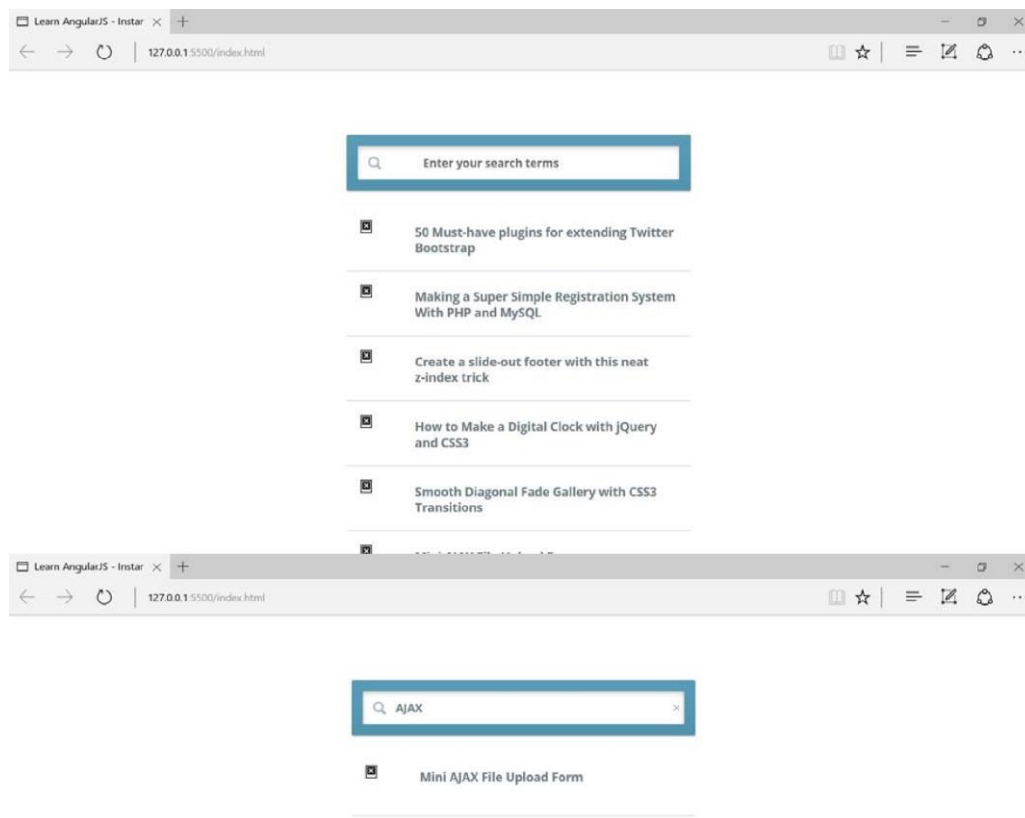 Learn AngularJS - Instar
127.0.0.1:5500/index.html
Enter your search terms
50 Must-have plugins for extending Twitter
Bootstrap
Making a Super Simple Registration System
With PHP and MySQL
Create a slide-out footer with this neat
z-index trick
How to Make a Digital Clock with jQuery
and CSS3
Smooth Diagonal Fade Gallery with CSS3
Transitions
Learn AngularJS - Instar
127.0.0.1:5500/index.html
AJAX
Mini AJAX File Upload Form